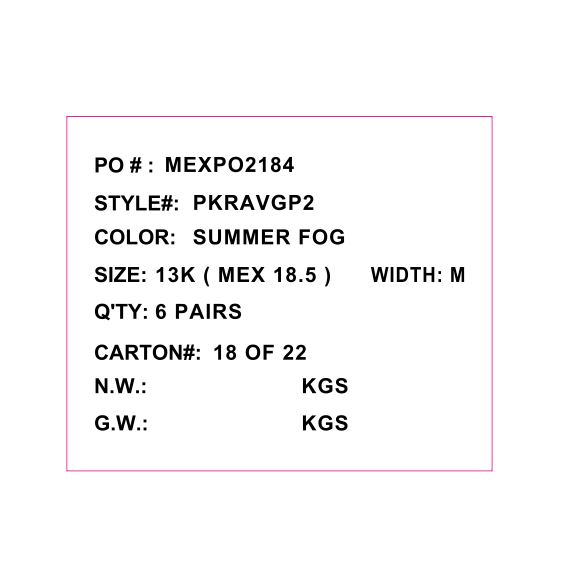 PO # : MEXPO2184
STYLE#: PKRAVGP2
COLOR: SUMMER FOG
SIZE: 13K ( MEX 18.5 ) WIDTH: M
Q'TY: 6 PAIRS
CARTON#: 18 OF 22
N.W.: KGS
G.W.: KGS